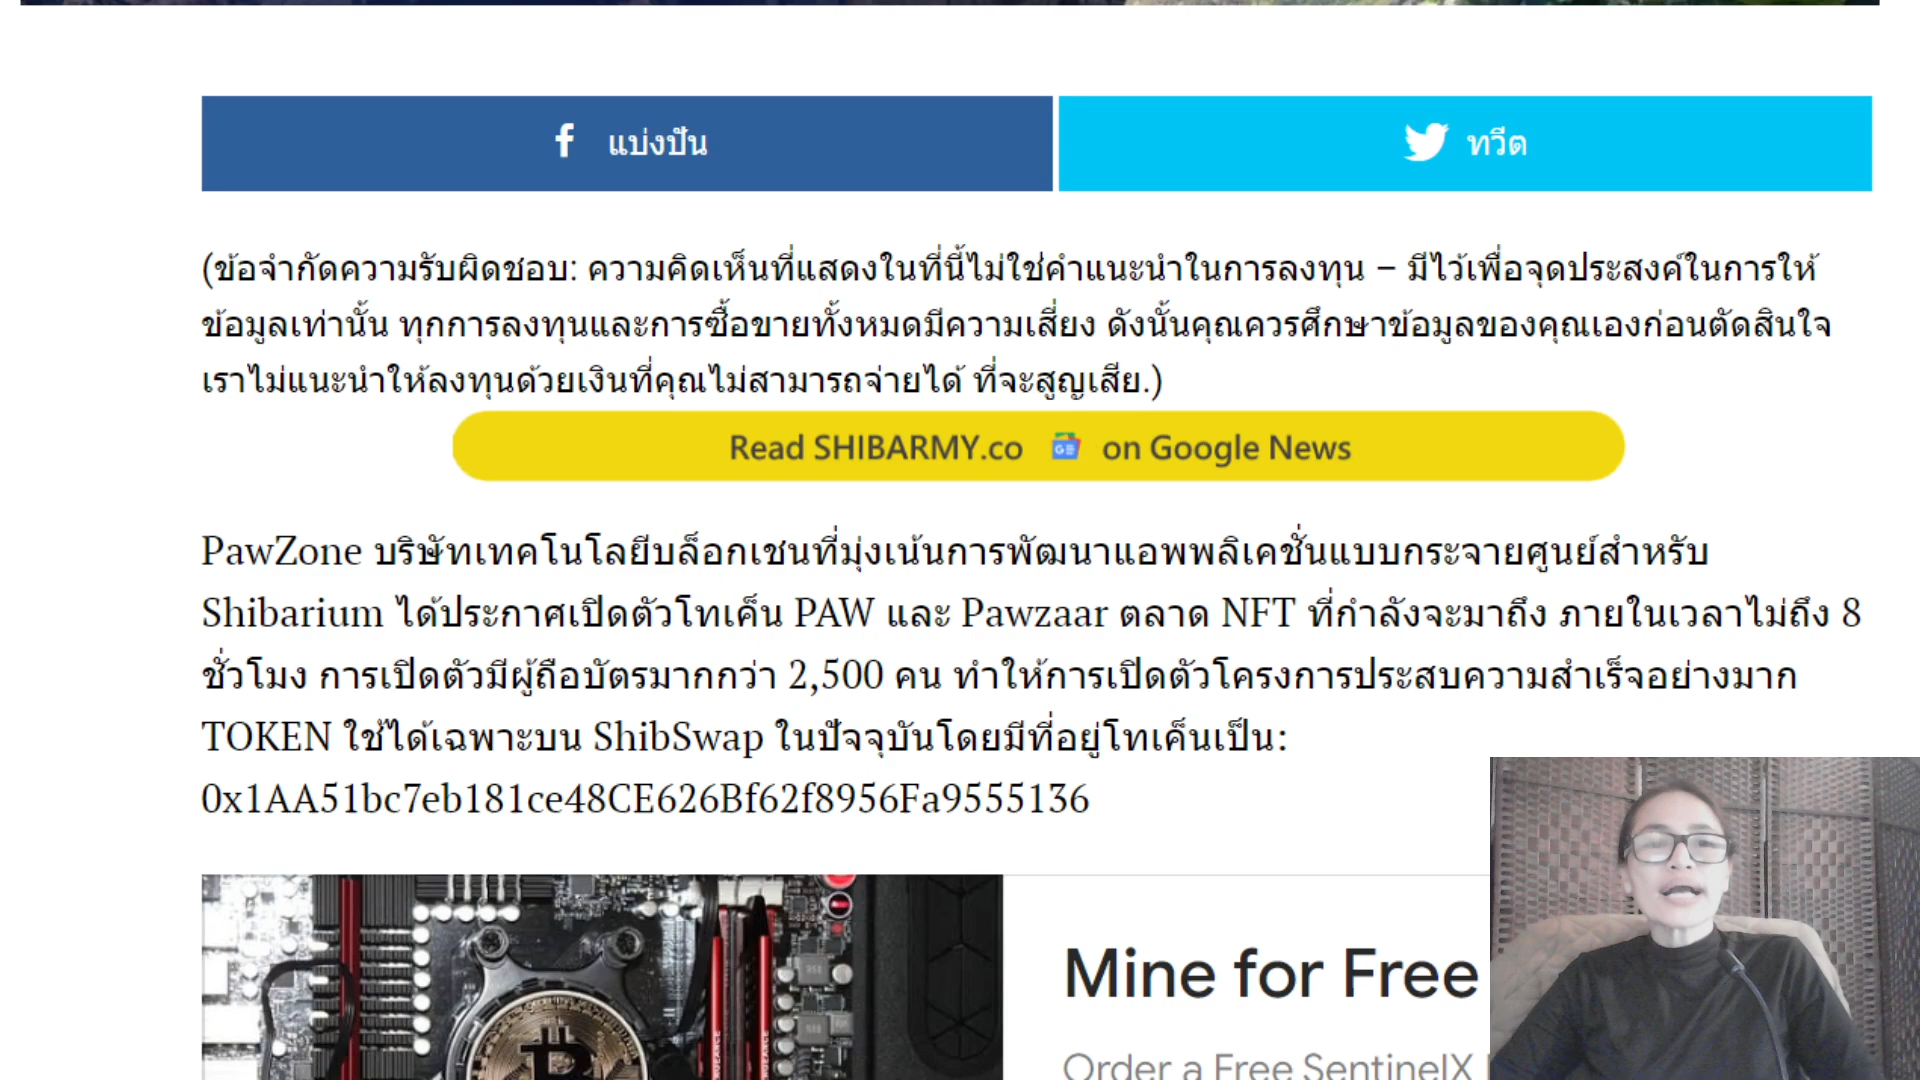 แบ่งปัน
ทวีต
(ข้อจำกัดความรับผิดชอบ: ความคิดเห็นที่แสดงในที่นี้ไม่ใช่คำแนะนำในการลงทุน – มีไว้เพื่อจุดประสงค์ในการให้
ข้อมูลเท่านั้น ทุกการลงทุนและการซื้อขายทั้งหมดมีความเสี่ยง ดังนั้นคุณควรศึกษาข้อมูลของคุณเองก่อนตัดสินใจ
เราไม่แนะนำให้ลงทุนด้วยเงินที่คุณไม่สามารถจ่ายได้ ที่จะสูญเสีย.)
Read SHIBARMY.co on Google News
PawZone บริษัทเทคโนโลยีบล็อกเชนที่มุ่งเน้นการพัฒนาแอพพลิเคชั่นแบบกระจายศูนย์สำหรับ
Shibarium ได้ประกาศเปิดตัวโทเค็น PAW และ Pawzaar ตลาด NFT ที่กำลังจะมาถึง ภายในเวลาไม่ถึง 8
ชั่วโมง การเปิดตัวมีผู้ถือบัตรมากกว่า 2,500 คน ทำให้การเปิดตัวโครงการประสบความสำเร็จอย่างมาก
TOKEN ใช้ได้เฉพาะบน ShibSwap ในปัจจุบันโดยมีที่อยู่โทเค็นเป็น:
0x1AA51bc7eb181ce48CE626Bf62f8956Fa9555136
Mine for Free
Order a Free SentinelX